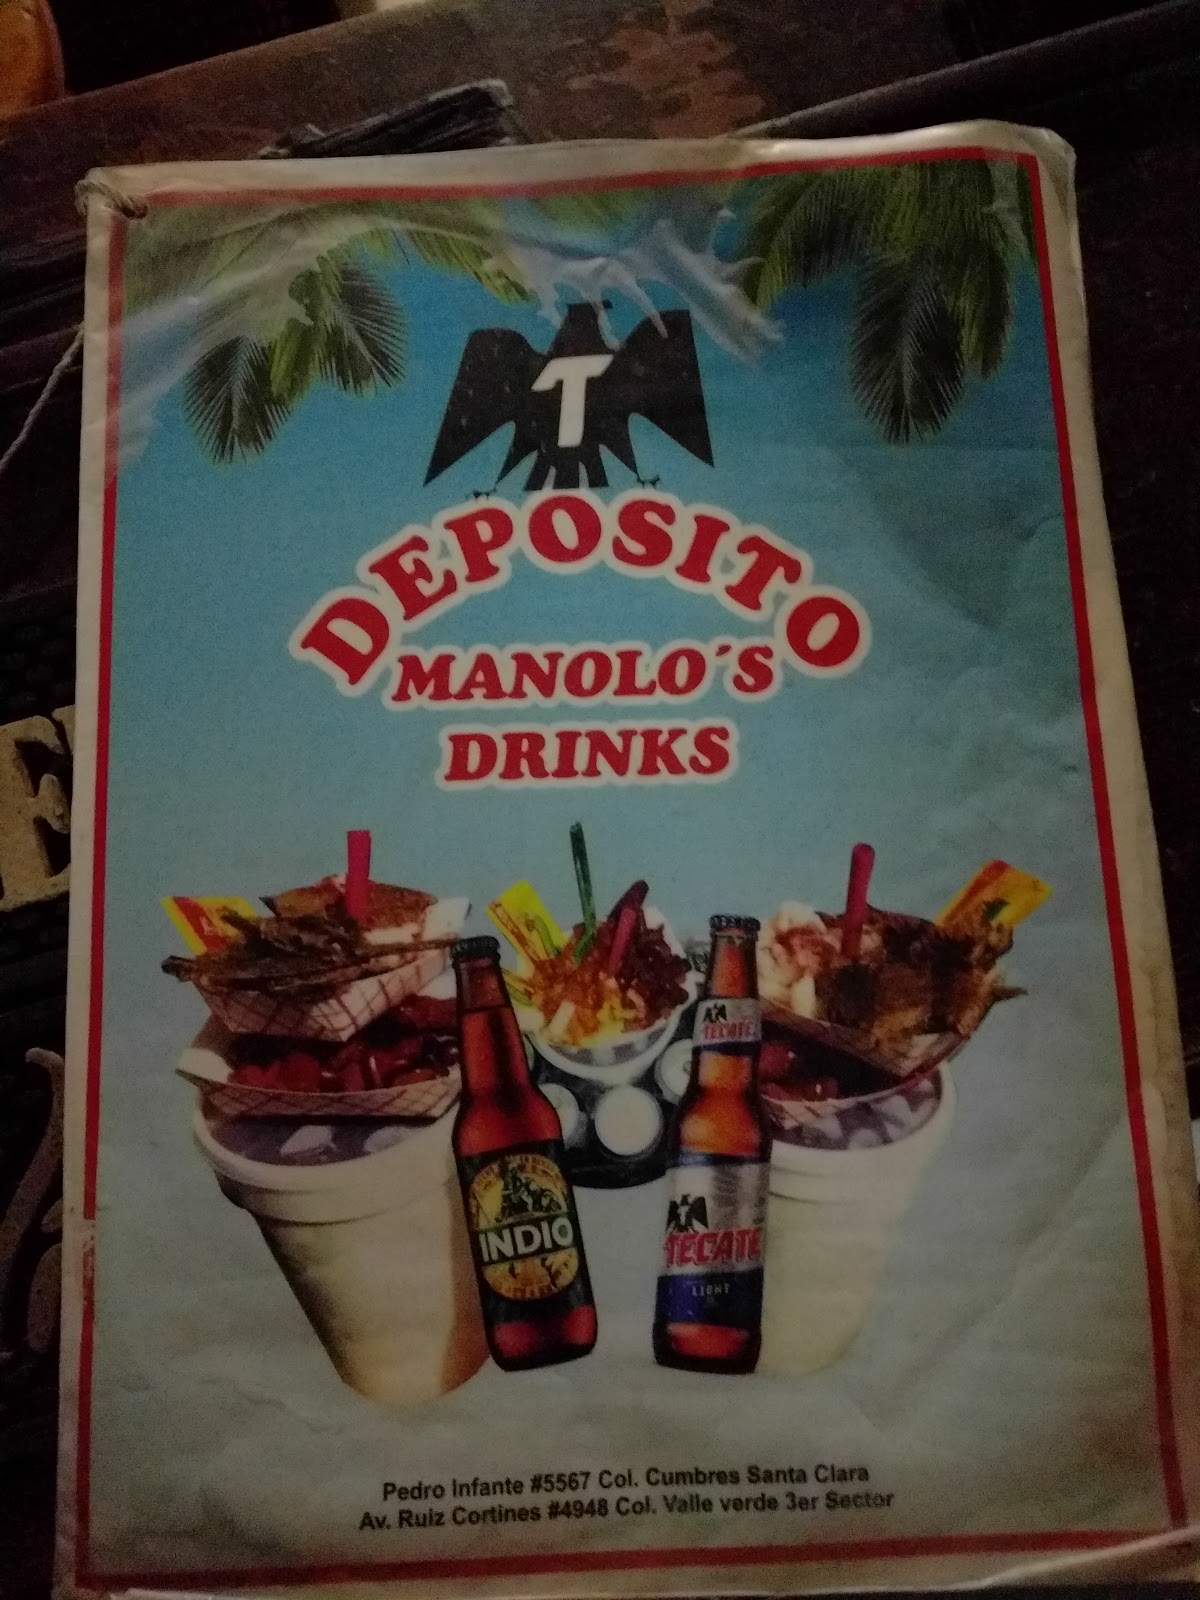 T
DEPOSITO
MANOLO´S
DRINKS
TECATE
INDIO
TECATE
LIGHT
Pedro Infante #5567 Col. Cumbres Santa Clara
Av. Ruiz Cortines #4948 Col. Valle verde 3er Sector